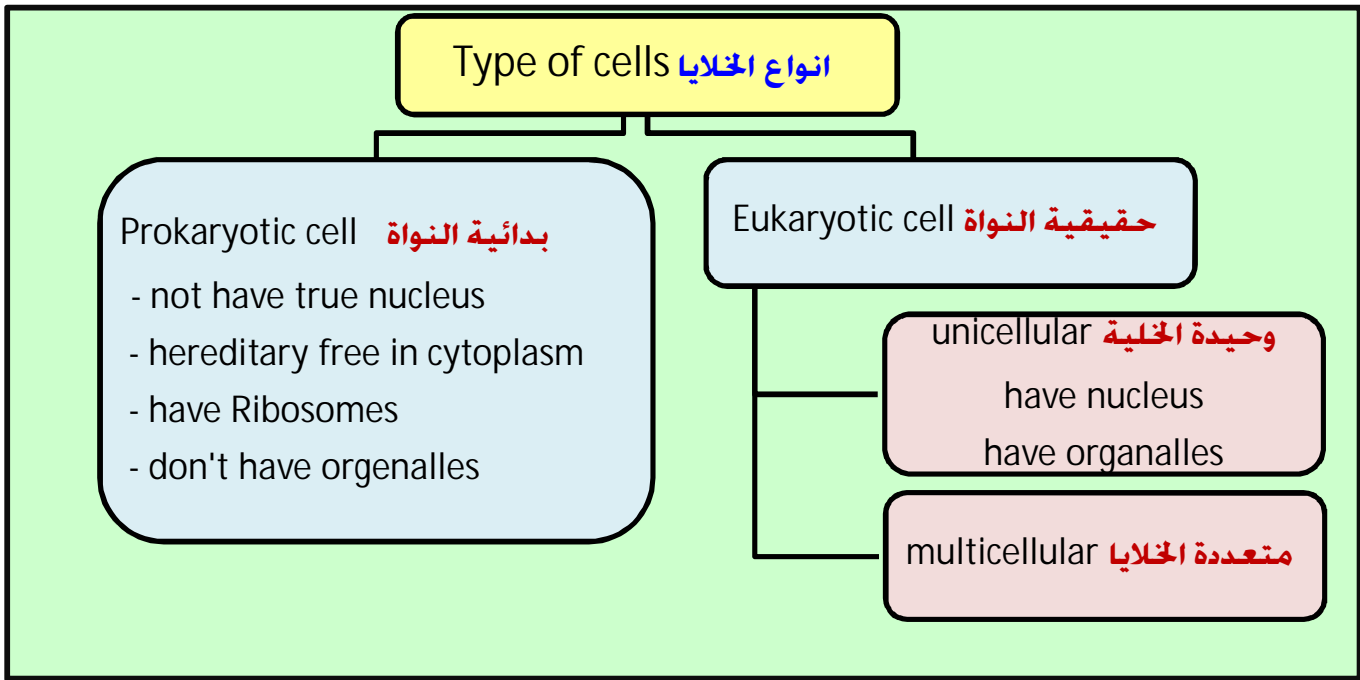 Type of cells انواع الخلايا
Prokaryotic cell بدائية النواة
- not have true nucleus
- hereditary free in cytoplasm
- have Ribosomes
- don't have orgenalles
Eukaryotic cell حقيقية النواة
unicellular وحيدة الخلية
have nucleus
have organalles
multicellular متعددة الخلايا